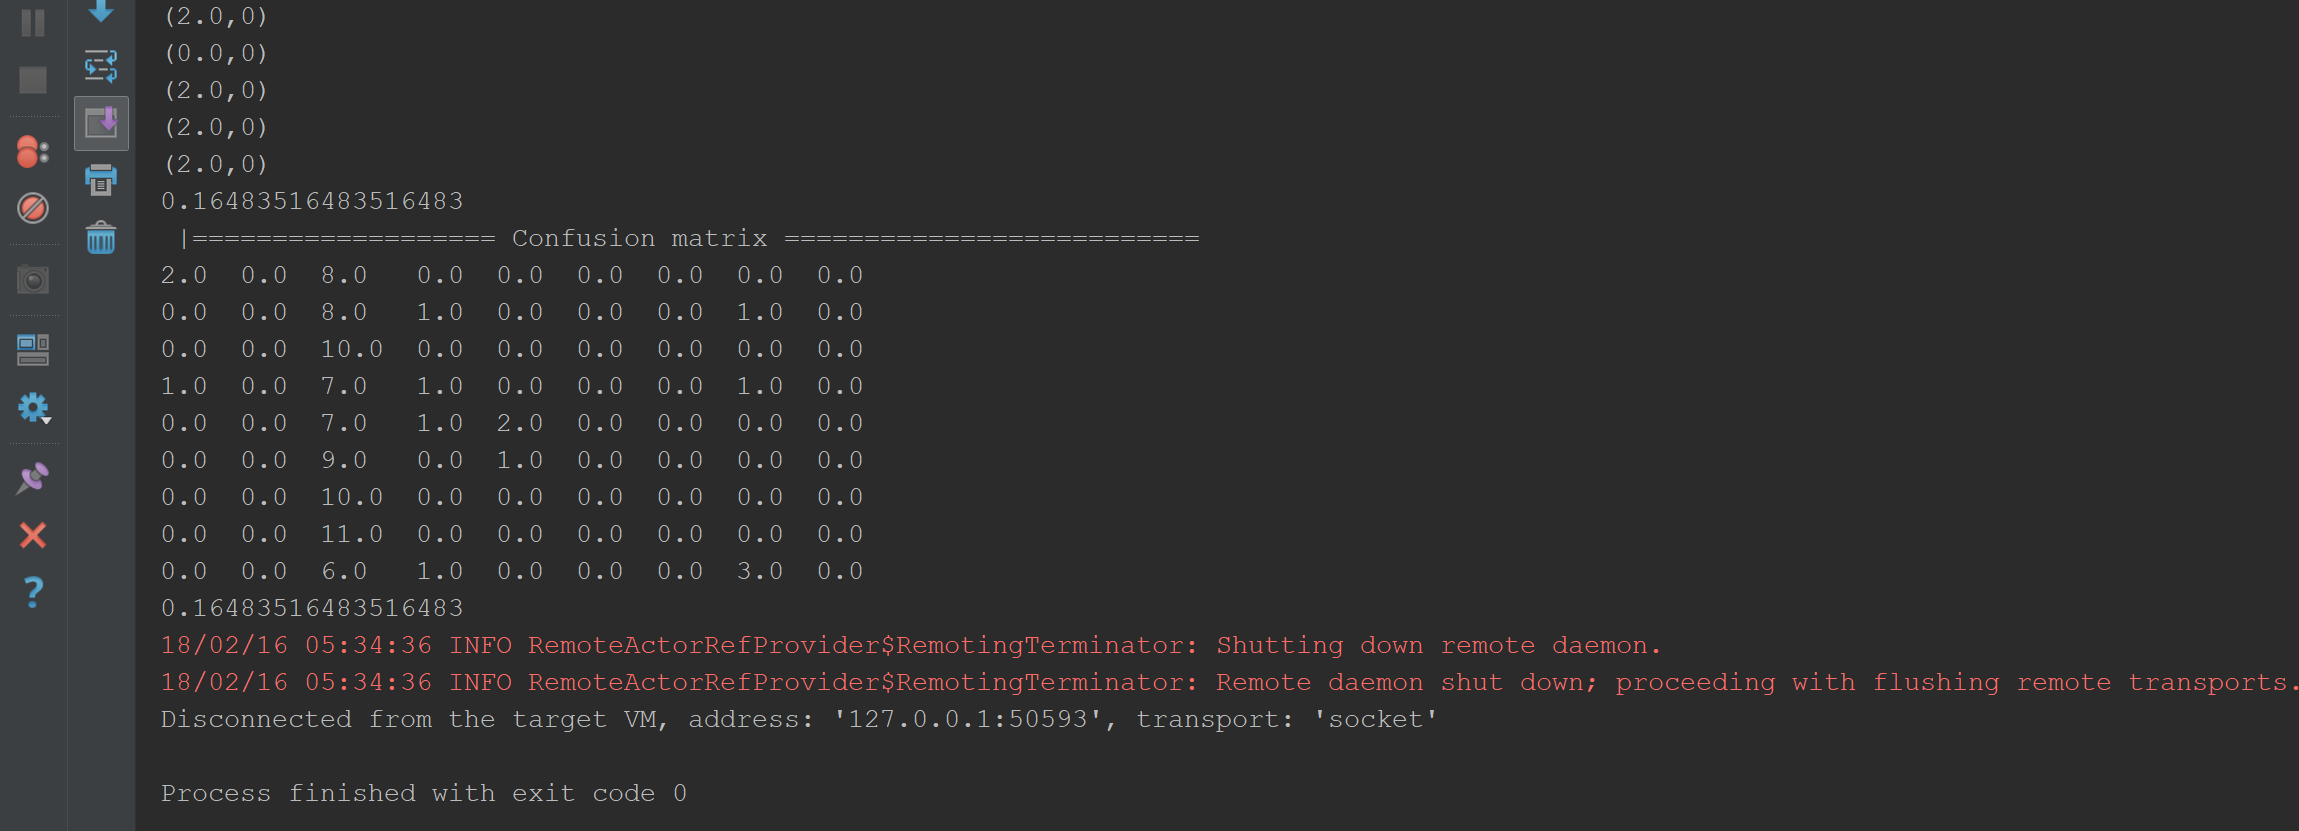 (2.0,0)
(0.0,0)
(2.0,0)
(2.0,0)
(2.0,0)
0.16483516483516483
|=================== Confusion matrix ==========================
2.0 0.0 8.0 0.0 0.0 0.0 0.0 0.0 0.0
0.0 0.0 8.0 1.0 0.0 0.0 0.0 1.0 0.0
0.0 0.0 10.0 0.0 0.0 0.0 0.0 0.0 0.0
1.0 0.0 7.0 1.0 0.0 0.0 0.0 1.0 0.0
0.0 0.0 7.0 1.0 2.0 0.0 0.0 0.0 0.0
0.0 0.0 9.0 0.0 1.0 0.0 0.0 0.0 0.0
0.0 0.0 10.0 0.0 0.0 0.0 0.0 0.0 0.0
0.0 0.0 11.0 0.0 0.0 0.0 0.0 0.0 0.0
0.0 0.0 6.0 1.0 0.0 0.0 0.0 3.0 0.0
0.16483516483516483
18/02/16 05:34:36 INFO RemoteActorRefProvider$RemotingTerminator: Shutting down remote daemon.
18/02/16 05:34:36 INFO RemoteActorRefProvider$RemotingTerminator: Remote daemon shut down; proceeding with flushing remote transports.
Disconnected from the target VM, address: '127.0.0.1:50593', transport: 'socket'
Process finished with exit code 0